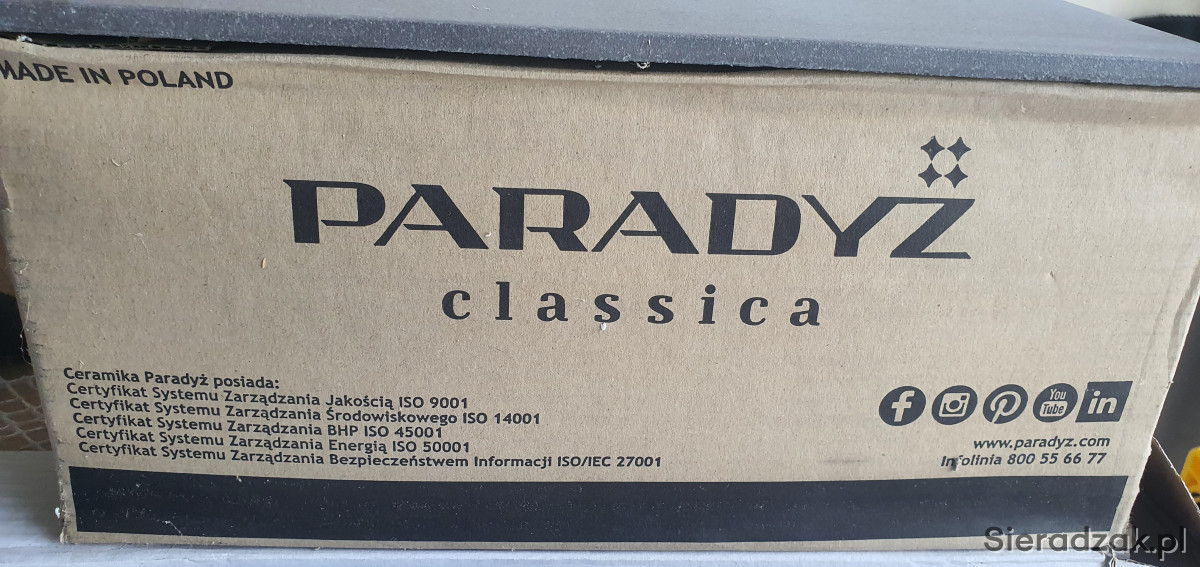 MADE IN POLAND
PARADYŻ
classica
Ceramika Paradyż posiada:
Certyfikat Systemu Zarządzania Jakością ISO 9001
Certyfikat Systemu Zarządzania Środowiskowego ISO 14001
Certyfikat Systemu Zarządzania BHP ISO 45001
Certyfikat Systemu Zarządzania Energią ISO 50001
Certyfikat Systemu Zarządzania Bezpieczeństwem Informacji ISO/IEC 27001
You
Tube
in
www.paradyz.com
Infolinia 800 55 66 77
Sieradzak.pl